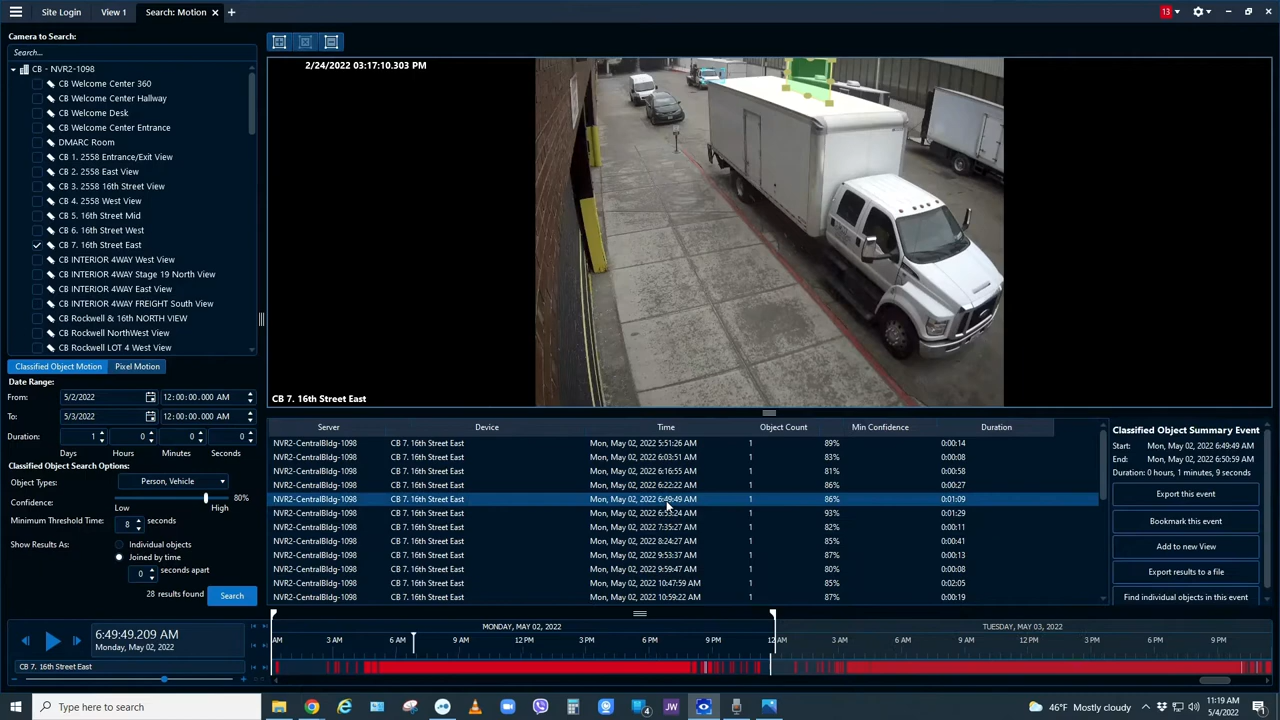 Site Login
View 1
Search: Motion
13
Camera to Search:
Search...
CB - NVR2-1098
CB Welcome Center 360
CB Welcome Center Hallway
CB Welcome Desk
CB Welcome Center Entrance
DMARC Room
CB 1. 2558 Entrance/Exit View
CB 2. 2558 East View
CB 3. 2558 16th Street View
CB 4. 2558 West View
CB 5. 16th Street Mid
CB 6. 16th Street West
CB 7. 16th Street East
CB INTERIOR 4WAY West View
CB INTERIOR 4WAY Stage 19 North View
CB INTERIOR 4WAY East View
CB INTERIOR 4WAY FREIGHT South View
CB Rockwell & 16th NORTH VIEW
CB Rockwell NorthWest View
CB Rockwell LOT 4 West View
2/24/2022 03:17:10.303 PM
CB 7. 16th Street East
Classified Object Motion
Pixel Motion
Date Range:
From: 5/2/2022 12:00:00.000 AM
To: 5/3/2022 12:00:00.000 AM
Duration: 1 0 0 0
Days Hours Minutes Seconds
Classified Object Search Options:
Object Types: Person, Vehicle
Confidence: 80%
Low High
Minimum Threshold Time: 8 seconds
Show Results As: Individual objects
Joined by time
0 seconds apart
28 results found Search
Server Device Time Object Count Min Confidence Duration
NVR2-CentralBldg-1098 CB 7. 16th Street East Mon, May 02, 2022 5:51:26 AM 1 89% 0:00:14
NVR2-CentralBldg-1098 CB 7. 16th Street East Mon, May 02, 2022 6:03:51 AM 1 83% 0:00:08
NVR2-CentralBldg-1098 CB 7. 16th Street East Mon, May 02, 2022 6:16:55 AM 1 81% 0:00:58
NVR2-CentralBldg-1098 CB 7. 16th Street East Mon, May 02, 2022 6:22:22 AM 1 86% 0:00:27
NVR2-CentralBldg-1098 CB 7. 16th Street East Mon, May 02, 2022 6:49:49 AM 1 86% 0:01:09
NVR2-CentralBldg-1098 CB 7. 16th Street East Mon, May 02, 2022 6:53:24 AM 1 93% 0:01:29
NVR2-CentralBldg-1098 CB 7. 16th Street East Mon, May 02, 2022 7:35:27 AM 1 82% 0:00:11
NVR2-CentralBldg-1098 CB 7. 16th Street East Mon, May 02, 2022 8:24:27 AM 1 85% 0:00:41
NVR2-CentralBldg-1098 CB 7. 16th Street East Mon, May 02, 2022 9:53:37 AM 1 87% 0:00:13
NVR2-CentralBldg-1098 CB 7. 16th Street East Mon, May 02, 2022 9:59:47 AM 1 80% 0:00:08
NVR2-CentralBldg-1098 CB 7. 16th Street East Mon, May 02, 2022 10:47:59 AM 1 85% 0:02:05
NVR2-CentralBldg-1098 CB 7. 16th Street East Mon, May 02, 2022 10:59:22 AM 1 87% 0:00:19
Classified Object Summary Event
Start: Mon, May 02, 2022 6:49:49 AM
End: Mon, May 02, 2022 6:50:59 AM
Duration: 0 hours, 1 minutes, 9 seconds
Export this event
Bookmark this event
Add to new View
Export results to a file
Find individual objects in this event
6:49:49.209 AM
Monday, May 02, 2022
CB 7. 16th Street East
MONDAY, MAY 02, 2022 TUESDAY, MAY 03, 2022
AM 3 AM 6 AM 9 AM 12 PM 3 PM 6 PM 9 PM 12 AM 3 AM 6 AM 9 AM 12 PM 3 PM 6 PM 9 PM
Type here to search
4
JW
46°F Mostly cloudy
11:19 AM
5/4/2022
1